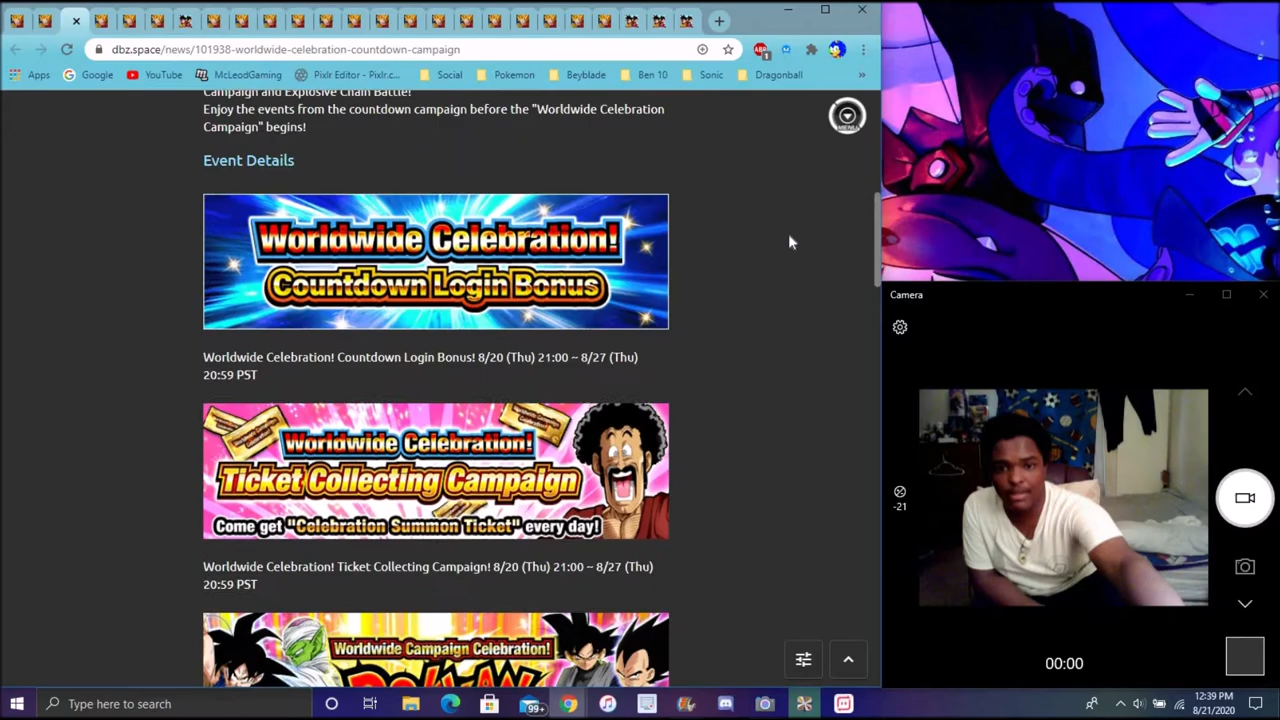 dbz.space/news/101938-worldwide-celebration-countdown-campaign
ABP
1
Apps
Google
YouTube
McLeodGaming
Pixlr Editor - Pixlr.c...
Social
Pokemon
Beyblade
Ben 10
Sonic
Dragonball
»
Campaign and Explosive Chain Battle!
Enjoy the events from the countdown campaign before the "Worldwide Celebration
Campaign" begins!
MENU
Event Details
Worldwide Celebration!
Countdown Login Bonus
Worldwide Celebration! Countdown Login Bonus! 8/20 (Thu) 21:00 ~ 8/27 (Thu)
20:59 PST
Worldwide Celebration!
Ticket Collecting Campaign
Come get "Celebration Summon Ticket" every day!
Worldwide Celebration! Ticket Collecting Campaign! 8/20 (Thu) 21:00 ~ 8/27 (Thu)
20:59 PST
Worldwide Campaign Celebration!
DOKKAN
Camera
-21
00:00
Type here to search
99+
12:39 PM
8/21/2020